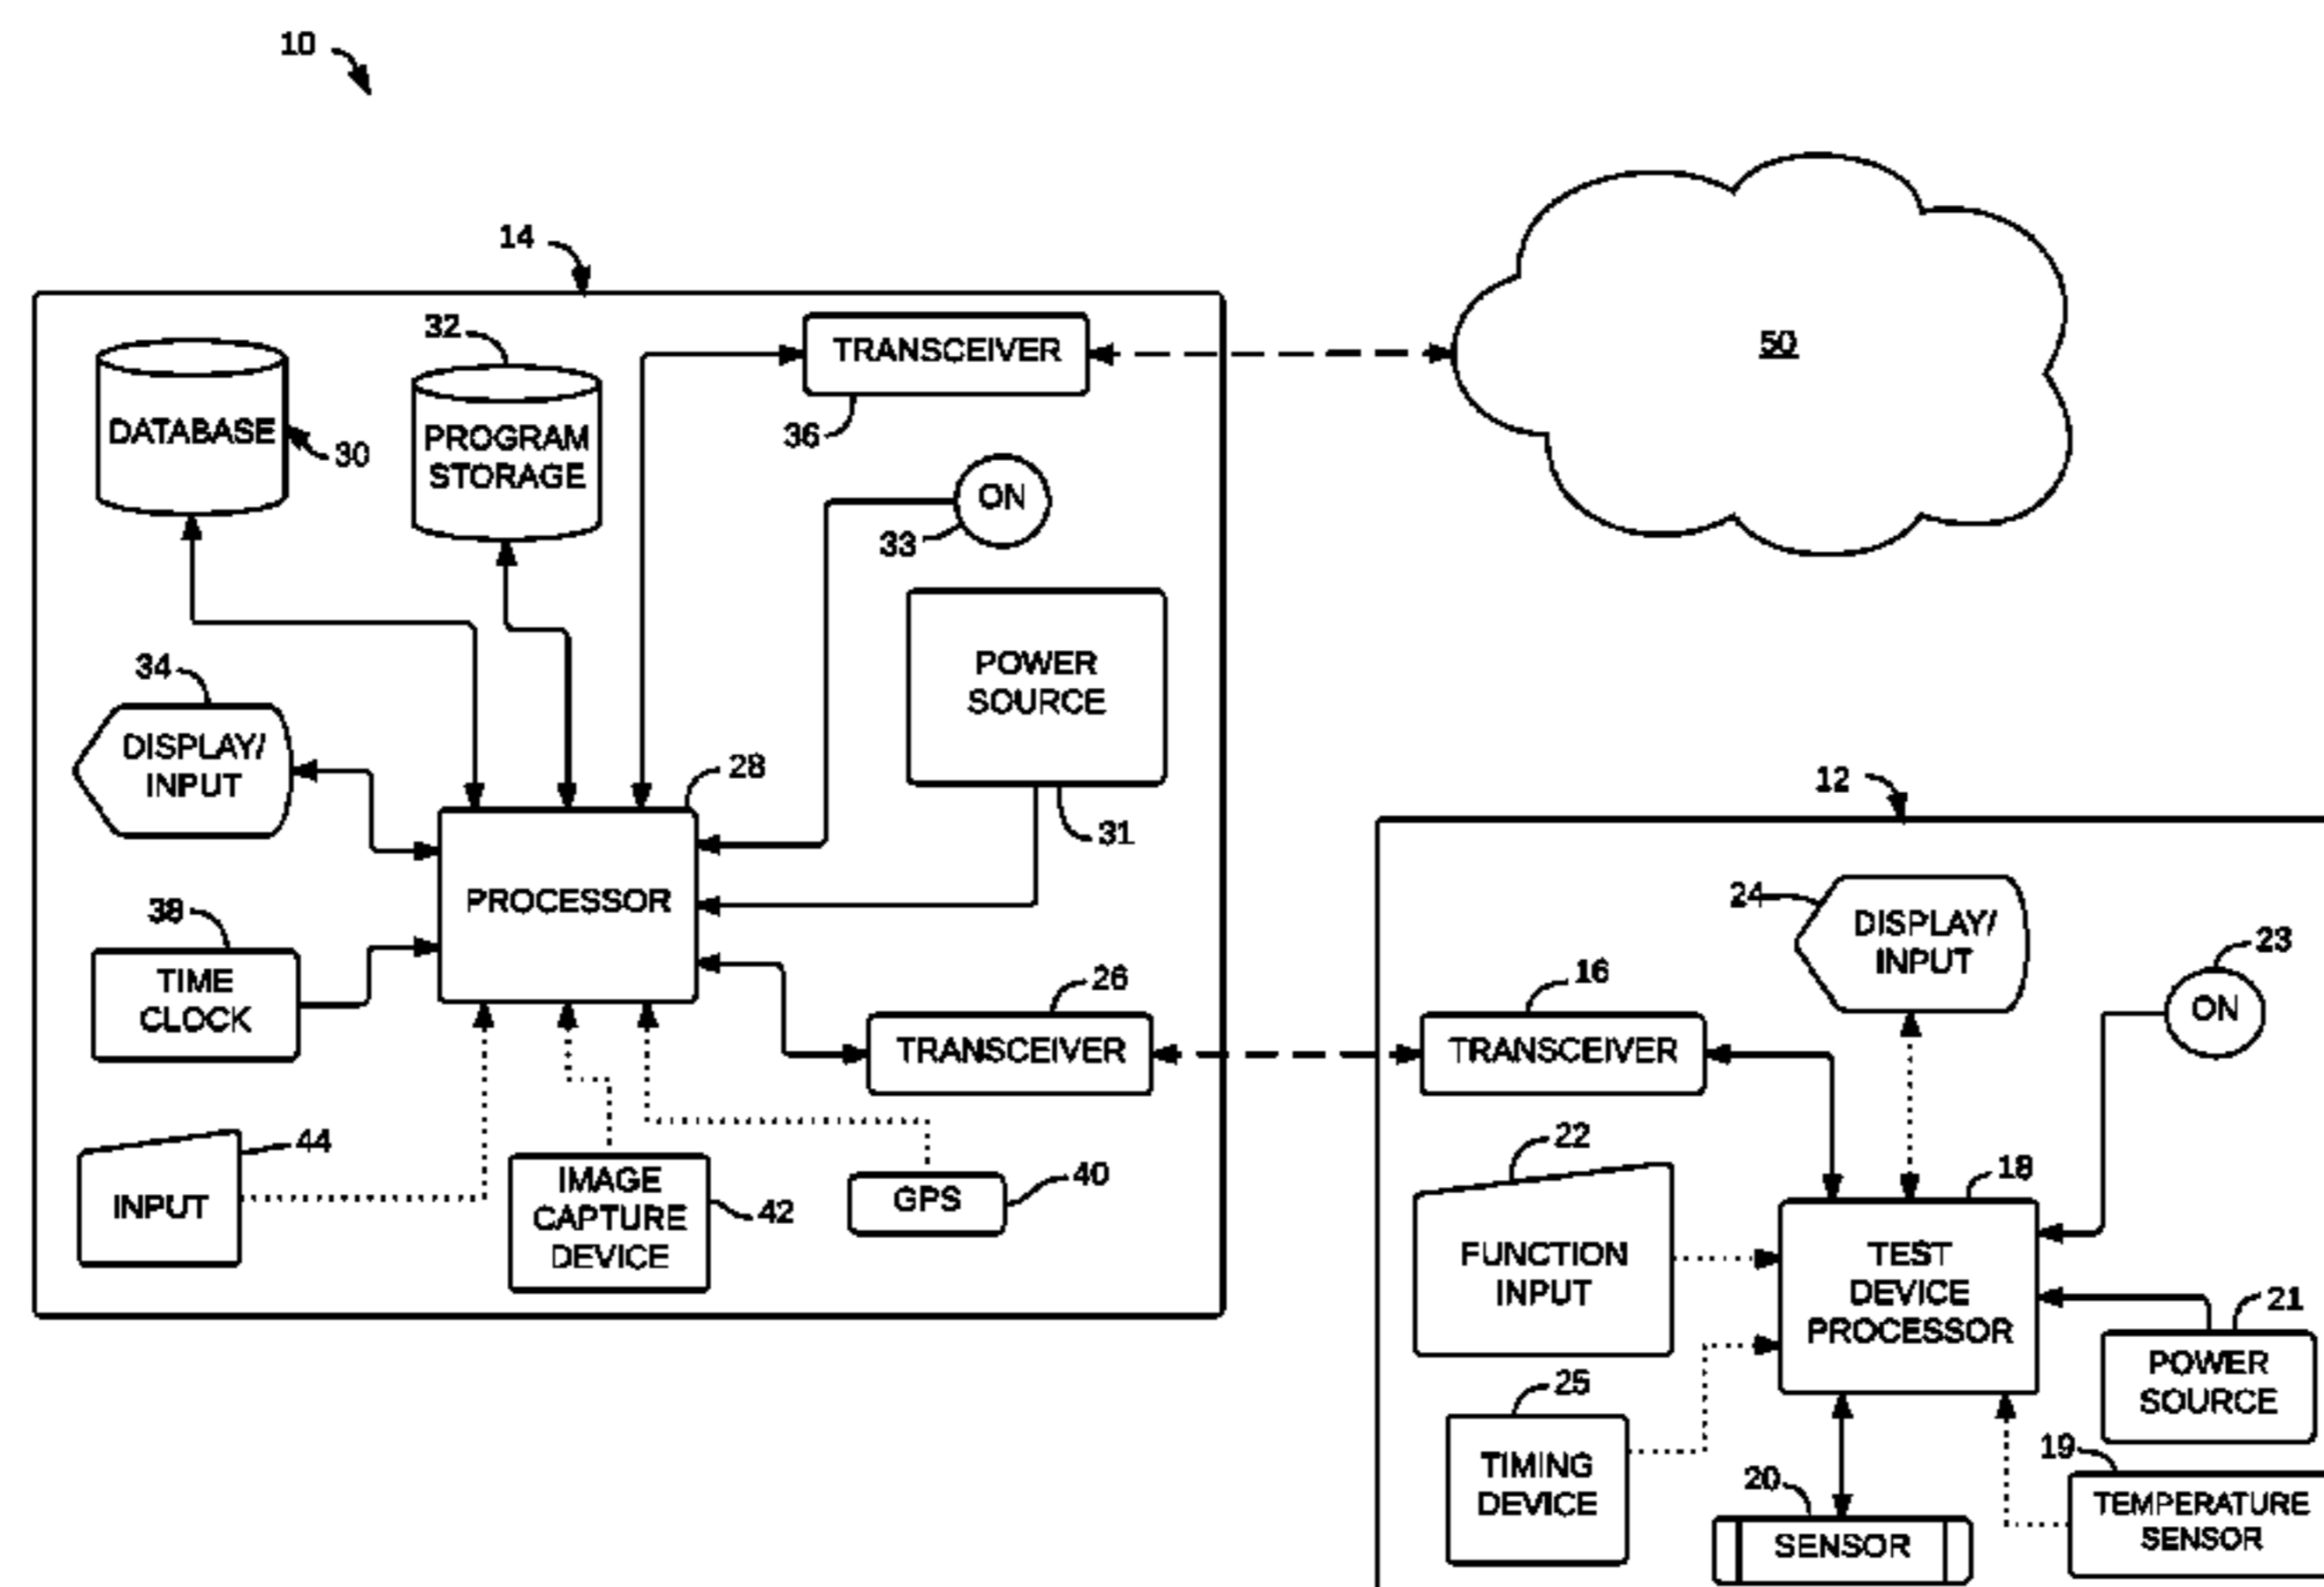 10
14
32
TRANSCEIVER
50
DATABASE
30
PROGRAM
STORAGE
36
ON
33
34
DISPLAY/
INPUT
POWER
SOURCE
31
28
PROCESSOR
38
TIME
CLOCK
26
TRANSCEIVER
44
INPUT
IMAGE
CAPTURE
DEVICE
42
GPS
40
12
24
DISPLAY/
INPUT
23
ON
16
TRANSCEIVER
22
FUNCTION
INPUT
18
TEST
DEVICE
PROCESSOR
21
POWER
SOURCE
25
TIMING
DEVICE
20
SENSOR
19
TEMPERATURE
SENSOR